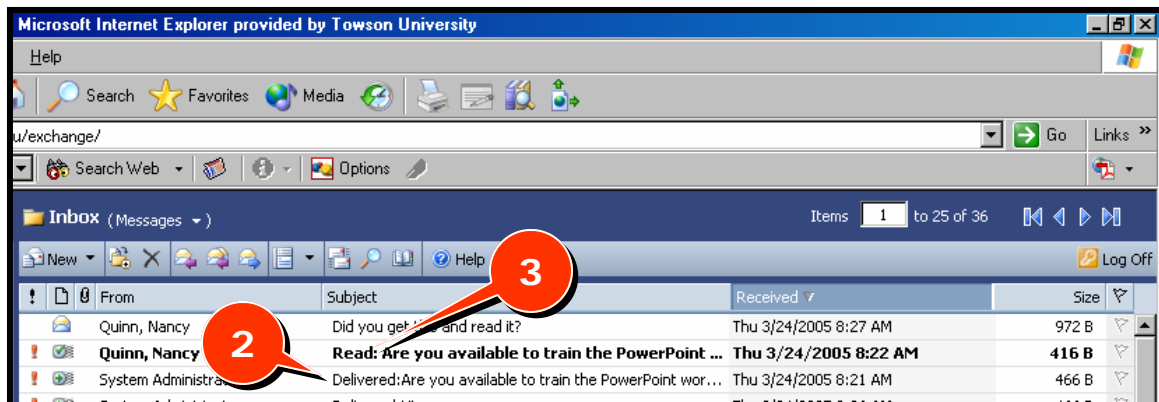 Microsoft Internet Explorer provided by Towson University
Help
Search Favorites Media
u/exchange/ Go Links »
Search Web Options
Inbox (Messages ) Items 1 to 25 of 36
New Help Log Off
! From Subject Received Size
Quinn, Nancy Did you get and read it? Thu 3/24/2005 8:27 AM 972 B
! Quinn, Nancy Read: Are you available to train the PowerPoint ... Thu 3/24/2005 8:22 AM 416 B
! System Administra Delivered:Are you available to train the PowerPoint wor... Thu 3/24/2005 8:21 AM 466 B
3
2